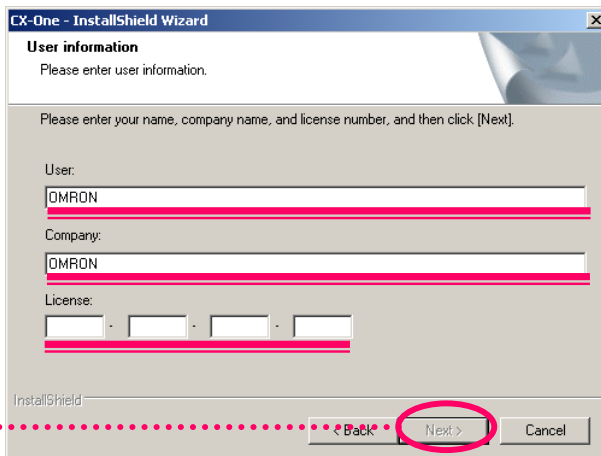 CX-One - InstallShield Wizard
User information
Please enter user information.
Please enter your name, company name, and license number, and then click [Next].
User:
OMRON
Company:
OMRON
License:
- - -
InstallShield
< Back Next > Cancel